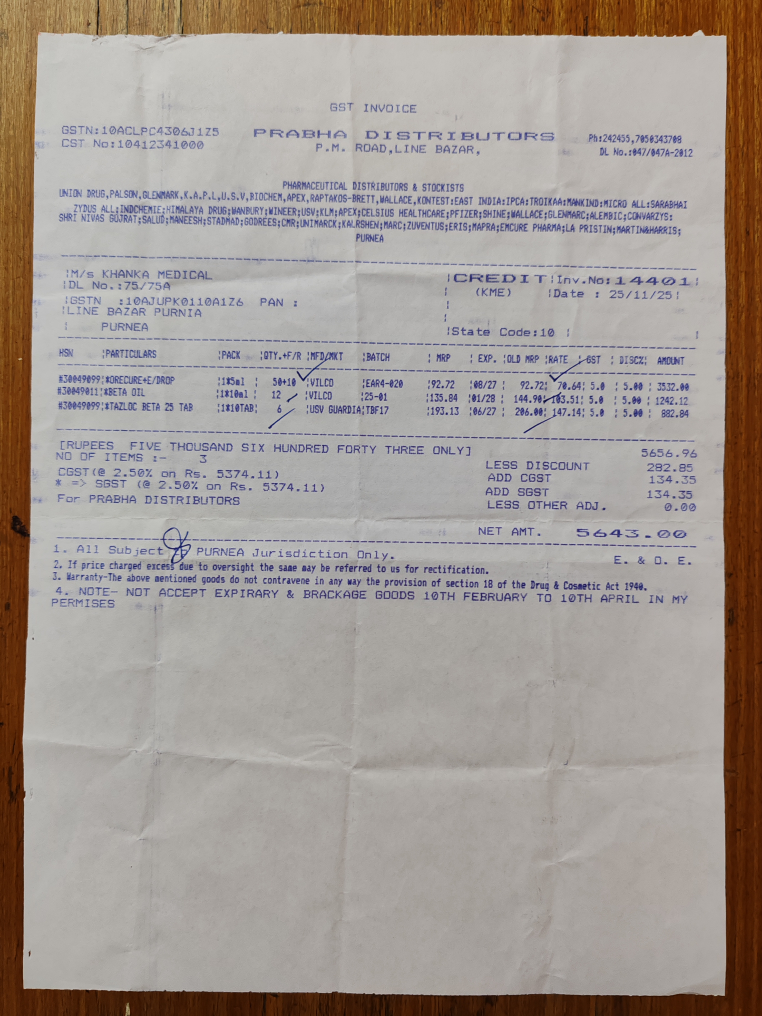 GST INVOICE
GSTN:10ACLPC4306J1Z5
CST No:10412341000
PRABHA DISTRIBUTORS
P.M. ROAD,LINE BAZAR,
Ph:242455,7050343708
DL No.:047/047A-2012
PHARMACEUTICAL DISTRIBUTORS & STOCKISTS
UNION DRUG,PALSON,GLENMARK,K.A.P.L,U.S.V,BIOCHEM,APEX,RAPTAKOS-BRETT,WALLACE,KONTEST:EAST INDIA:IPCA:TROIKAA:MANKIND:MICRO ALL:SARABHAI
ZYDUS ALL:INDCHEMIE:HIMALAYA DRUG:WANBURY:WINEER:USV:KLM:APEX:CELSIUS HEALTHCARE:PFIZER:SHINE:WALLACE:GLENMARC:ALEMBIC:CONVARZYS:
SHRI NIVAS GUJRAT:SALUD:MANEESH:STADMAD:GODREES:CMR:UNIMARCK:KALRSHEN:MARC:ZUVENTUS:ERIS:MAPRA:EMCURE PHARMA:LA PRISTIN:MARTIN&HARRIS:
PURNEA
|M/s KHANKA MEDICAL
|DL No.:75/75A
|GSTN :10AJUPK0110A1Z6 PAN :
|LINE BAZAR PURNIA
| PURNEA
|CREDIT|Inv.No:14401|
| (KME) |Date : 25/11/25|
|State Code:10 |
HSN |PARTICULARS |PACK |QTY.+F/R |MFD/MKT |BATCH | MRP | EXP. |OLD MRP |RATE | GST | DISC%| AMOUNT
#30049099|*ORECURE+E/DROP |1*5ml | 50+10 |VILCO |EAR4-020 |92.72 |08/27 | 92.72| 70.64| 5.0 | 5.00 | 3532.00
#30049011|#BETA OIL |1*10ml | 12 |VILCO |25-01 |135.84 |01/28 | 144.90|103.51| 5.0 | 5.00 | 1242.12
#30049099|*TAZLOC BETA 25 TAB |1*10TAB| 6 |USV GUARDIA|TBF17 |193.13 |06/27 | 206.00|147.14| 5.0 | 5.00 | 882.84
[RUPEES FIVE THOUSAND SIX HUNDRED FORTY THREE ONLY] 5656.96
NO OF ITEMS :- 3
LESS DISCOUNT 282.85
CGST(@ 2.50% on Rs. 5374.11)
ADD CGST 134.35
* => SGST (@ 2.50% on Rs. 5374.11)
ADD SGST 134.35
For PRABHA DISTRIBUTORS
LESS OTHER ADJ. 0.00
NET AMT. 5643.00
1. All Subject PURNEA Jurisdiction Only.
E. & O. E.
2. If price charged excess due to oversight the same may be referred to us for rectification.
3. Warranty-The above mentioned goods do not contravene in any way the provision of section 18 of the Drug & Cosmetic Act 1940.
4. NOTE- NOT ACCEPT EXPIRARY & BRACKAGE GOODS 10TH FEBRUARY TO 10TH APRIL IN MY
PERMISES